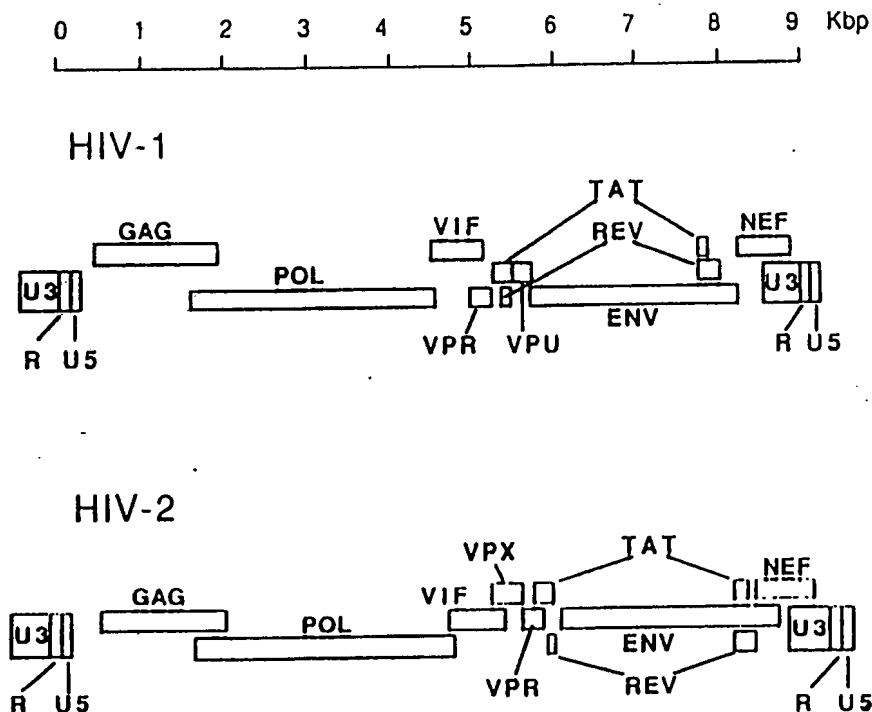 0 1 2 3 4 5 6 7 8 9 Kbp
HIV-1
TAT
GAG VIF REV NEF
U3 POL U3
ENV
R U5 VPR VPU R U5
HIV-2
VPX TAT
GAG VIF NEF
U3 POL ENV U3
VPR REV
R U5 R U5